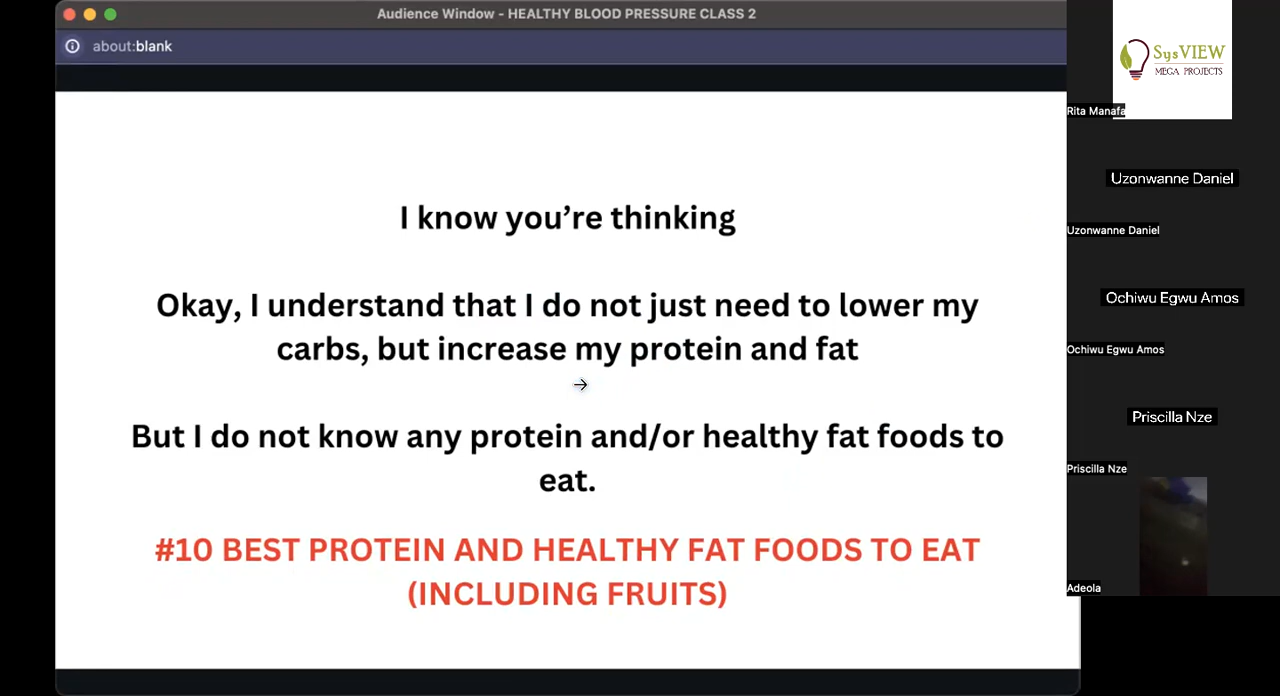 Audience Window - HEALTHY BLOOD PRESSURE CLASS 2
about:blank
I know you're thinking
Okay, I understand that I do not just need to lower my
carbs, but increase my protein and fat
But I do not know any protein and/or healthy fat foods to
eat.
#10 BEST PROTEIN AND HEALTHY FAT FOODS TO EAT
(INCLUDING FRUITS)
SysVIEW
MEGA PROJECTS
Rita Manafa
Uzonwanne Daniel
Uzonwanne Daniel
Ochiwu Egwu Amos
Ochiwu Egwu Amos
Priscilla Nze
Priscilla Nze
Adeola